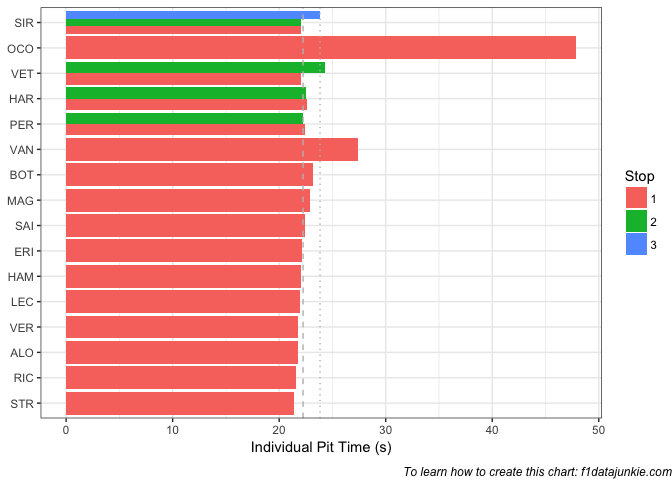 SIR
OCO
VET
HAR
PER
VAN
BOT
MAG
SAI
ERI
HAM
LEC
VER
ALO
RIC
STR
0 10 20 30 40 50
Individual Pit Time (s)
Stop
1
2
3
To learn how to create this chart: f1datajunkie.com